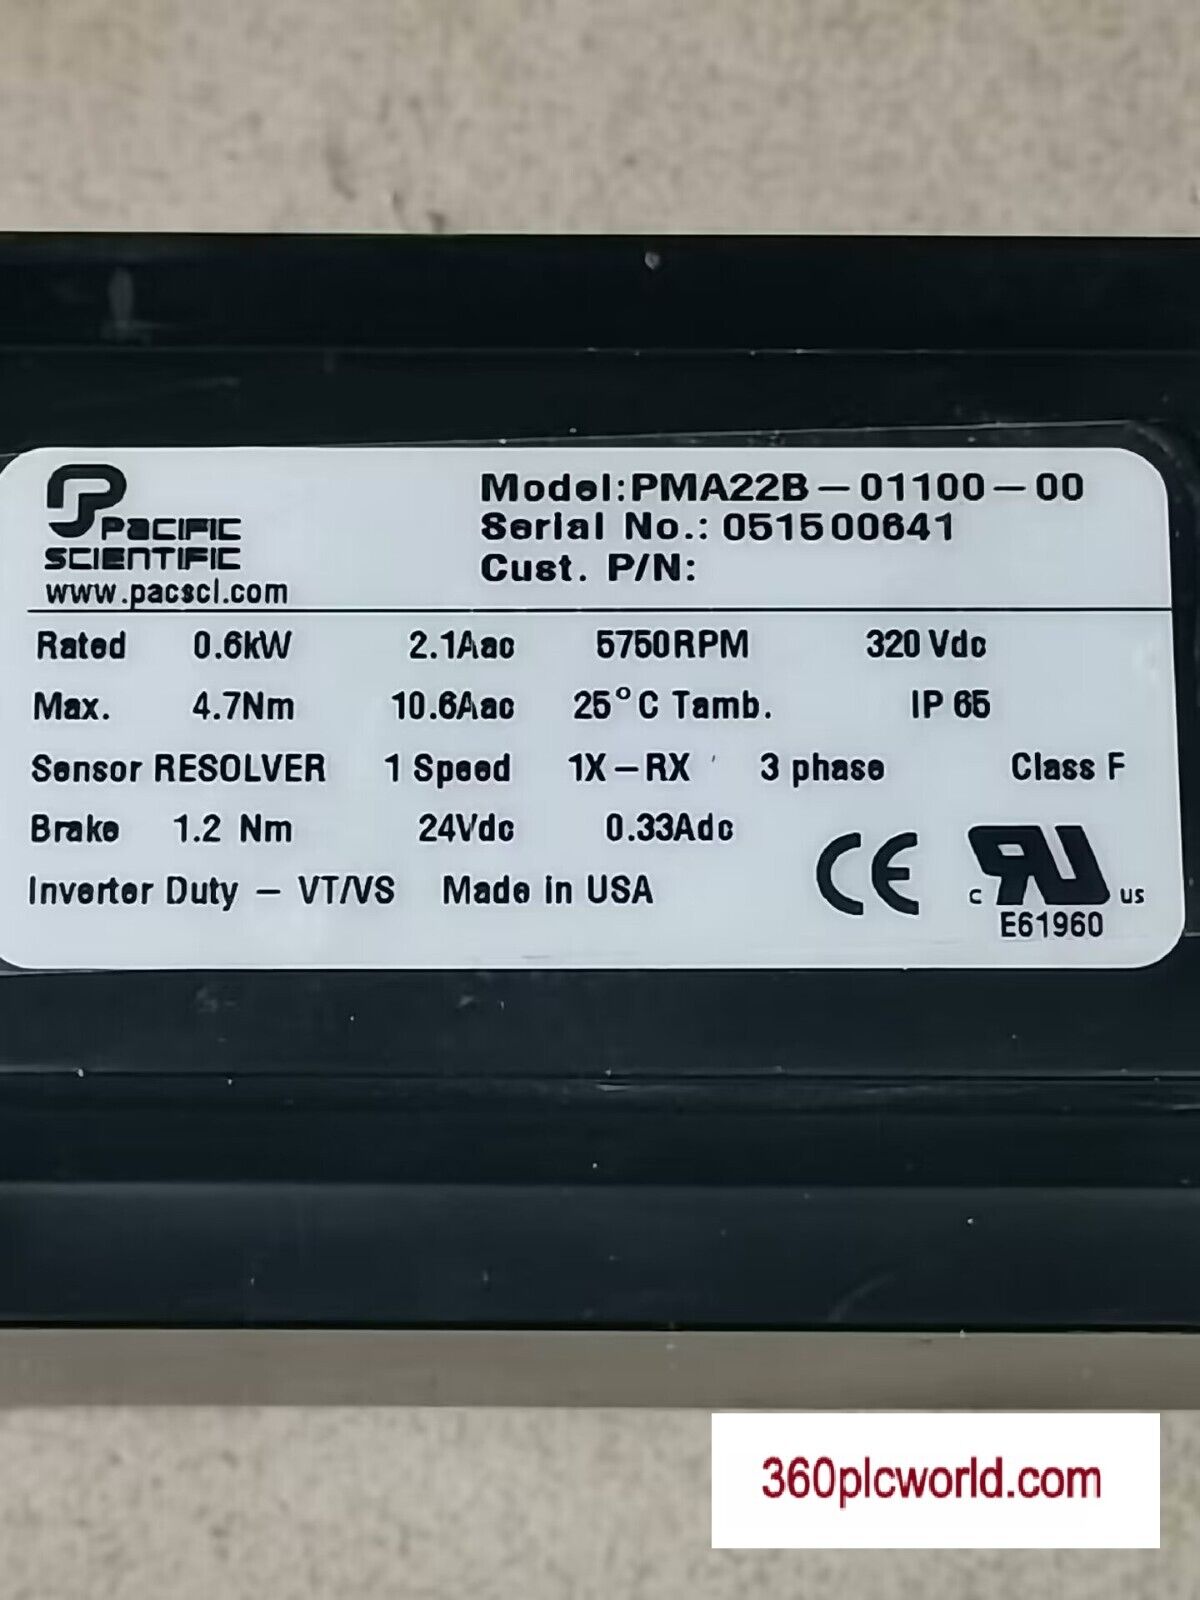 PACIFIC
SCIENTIFIC
www.pacsci.com
Model:PMA22B-01100-00
Serial No.: 051500641
Cust. P/N:
Rated 0.6kW 2.1Aac 5750RPM 320 Vdc
Max. 4.7Nm 10.6Aac 25°C Tamb. IP 65
Sensor RESOLVER 1 Speed 1X-RX 3 phase Class F
Brake 1.2 Nm 24Vdc 0.33Adc
Inverter Duty - VT/VS Made in USA
CE
c RU us
E61960
360plcworld.com